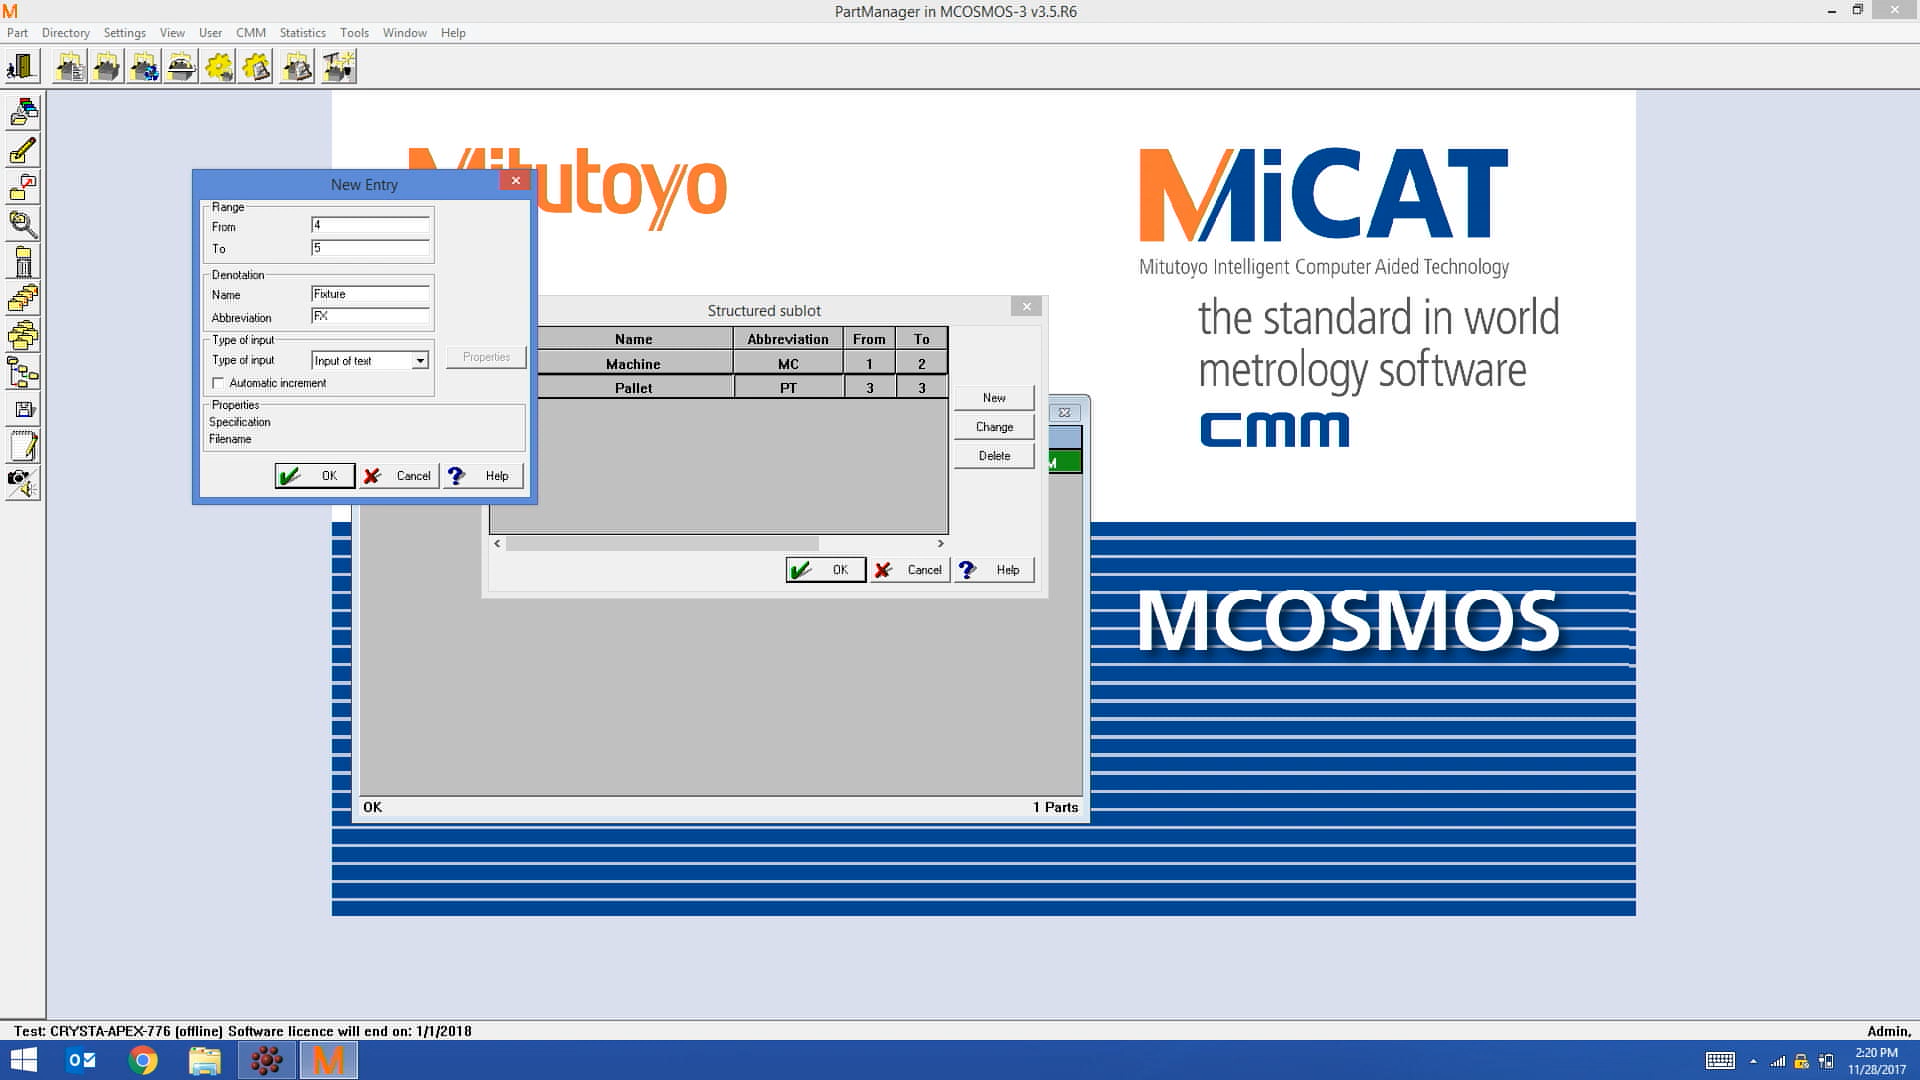 PartManager in MCOSMOS-3 v3.5.R6
Part Directory Settings View User CMM Statistics Tools Window Help
Mitutoyo
MiCAT
Mitutoyo Intelligent Computer Aided Technology
the standard in world
metrology software
cmm
MCOSMOS
New Entry
Range
From 4
To 5
Denotation
Name Fixture
Abbreviation FX
Type of input
Type of input Input of text
Properties
Automatic increment
Properties
Specification
Filename
OK Cancel Help
Structured sublot
Name Abbreviation From To
Machine MC 1 2
Pallet PT 3 3
New
Change
Delete
OK Cancel Help
M
OK 1 Parts
Test: CRYSTA-APEX-776 (offline) Software licence will end on: 1/1/2018 Admin,
2:20 PM
11/28/2017